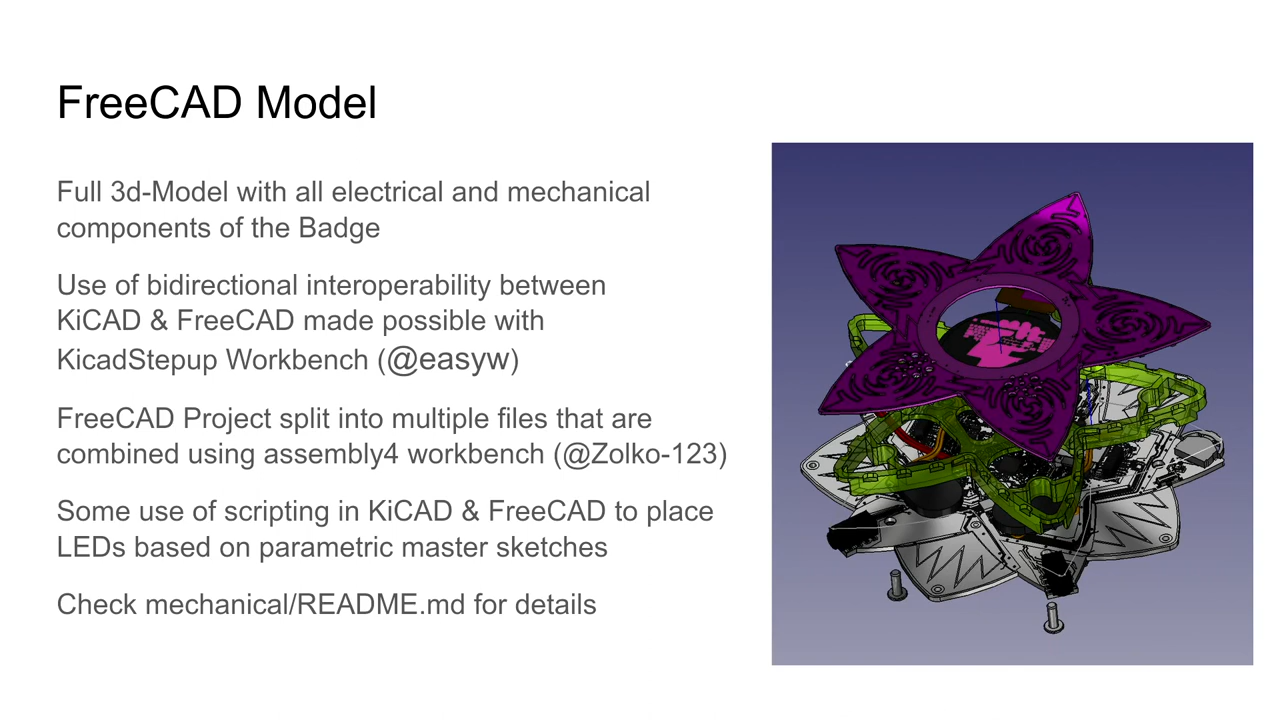 FreeCAD Model
Full 3d-Model with all electrical and mechanical
components of the Badge
Use of bidirectional interoperability between
KiCAD & FreeCAD made possible with
KicadStepup Workbench (@easyw)
FreeCAD Project split into multiple files that are
combined using assembly4 workbench (@Zolko-123)
Some use of scripting in KiCAD & FreeCAD to place
LEDs based on parametric master sketches
Check mechanical/README.md for details